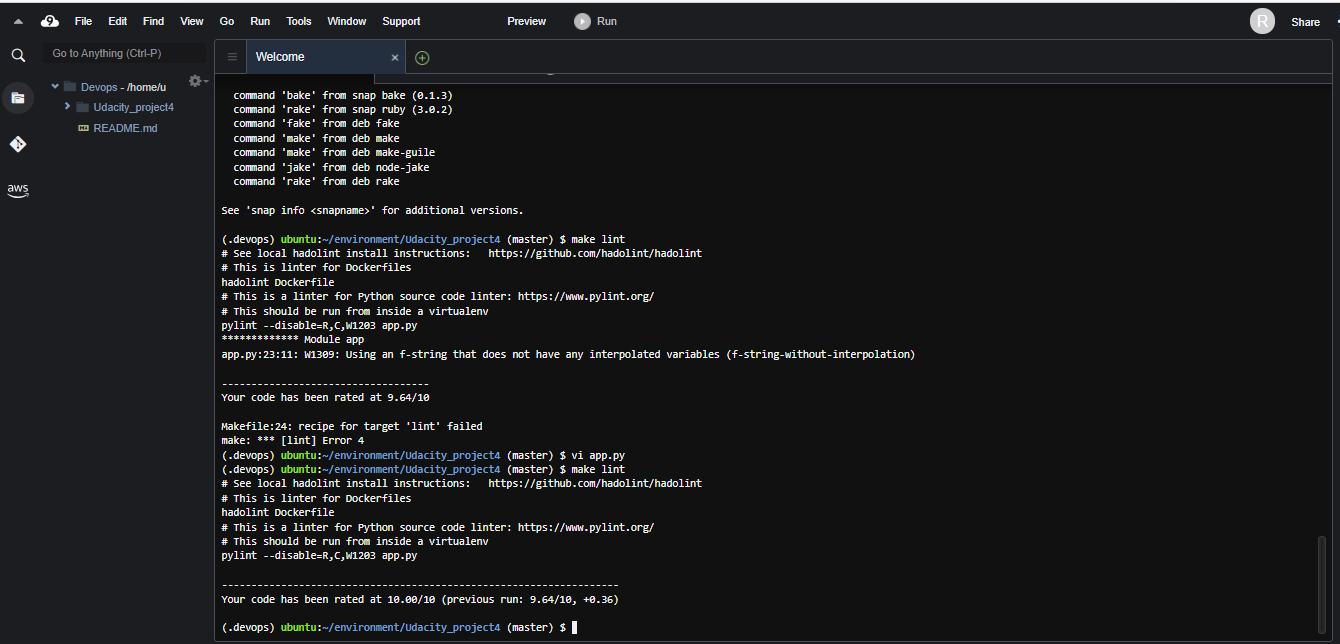 9 File Edit Find View Go Run Tools Window Support Preview Run R Share
Go to Anything (Ctrl-P)
Welcome
Devops - /home/u
Udacity_project4
README.md
aws
command 'bake' from snap bake (0.1.3)
command 'rake' from snap ruby (3.0.2)
command 'fake' from deb fake
command 'make' from deb make
command 'make' from deb make-guile
command 'jake' from deb node-jake
command 'rake' from deb rake
See 'snap info <snapname>' for additional versions.
(.devops) ubuntu:~/environment/Udacity_project4 (master) $ make lint
# See local hadolint install instructions:   https://github.com/hadolint/hadolint
# This is linter for Dockerfiles
hadolint Dockerfile
# This is a linter for Python source code linter: https://www.pylint.org/
# This should be run from inside a virtualenv
pylint --disable=R,C,W1203 app.py
************* Module app
app.py:23:11: W1309: Using an f-string that does not have any interpolated variables (f-string-without-interpolation)
-----------------------------------
Your code has been rated at 9.64/10
Makefile:24: recipe for target 'lint' failed
make: *** [lint] Error 4
(.devops) ubuntu:~/environment/Udacity_project4 (master) $ vi app.py
(.devops) ubuntu:~/environment/Udacity_project4 (master) $ make lint
# See local hadolint install instructions:   https://github.com/hadolint/hadolint
# This is linter for Dockerfiles
hadolint Dockerfile
# This is a linter for Python source code linter: https://www.pylint.org/
# This should be run from inside a virtualenv
pylint --disable=R,C,W1203 app.py
-------------------------------------------------------------------
Your code has been rated at 10.00/10 (previous run: 9.64/10, +0.36)
(.devops) ubuntu:~/environment/Udacity_project4 (master) $